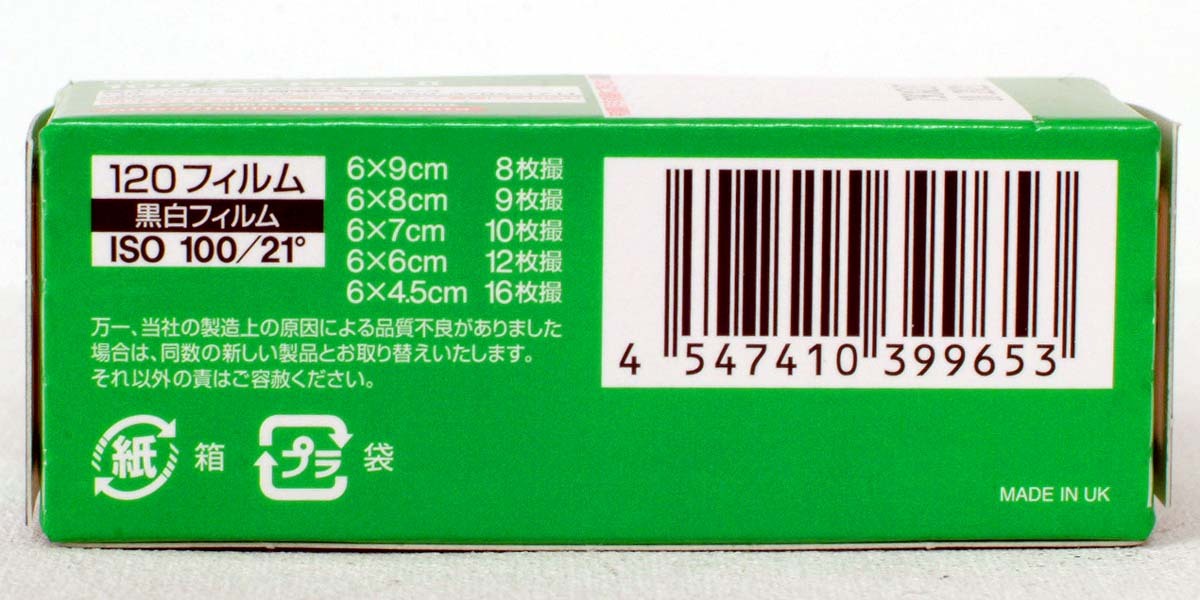 120フィルム
黒白フィルム
ISO 100/21°
6×9cm 8枚撮
6×8cm 9枚撮
6×7cm 10枚撮
6×6cm 12枚撮
6×4.5cm 16枚撮
万一、当社の製造上の原因による品質不良がありました
場合は、同数の新しい製品とお取り替えいたします。
それ以外の責はご容赦ください。
紙 箱 プラ 袋
4 547410 399653
MADE IN UK